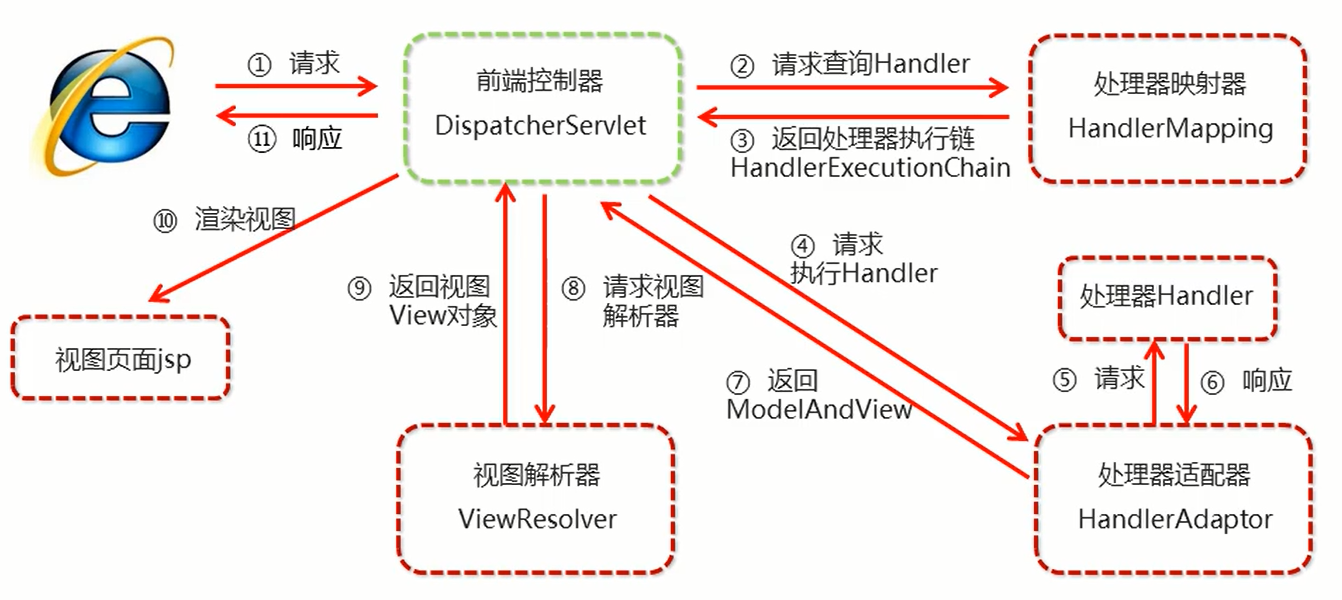 ① 请求
⑪ 响应
前端控制器
DispatcherServlet
② 请求查询Handler
③ 返回处理器执行链
HandlerExecutionChain
处理器映射器
HandlerMapping
④ 请求
执行Handler
处理器Handler
⑤ 请求
⑥ 响应
处理器适配器
HandlerAdaptor
⑦ 返回
ModelAndView
⑧ 请求视图
解析器
⑨ 返回视图
View对象
视图解析器
ViewResolver
⑩ 渲染视图
视图页面jsp